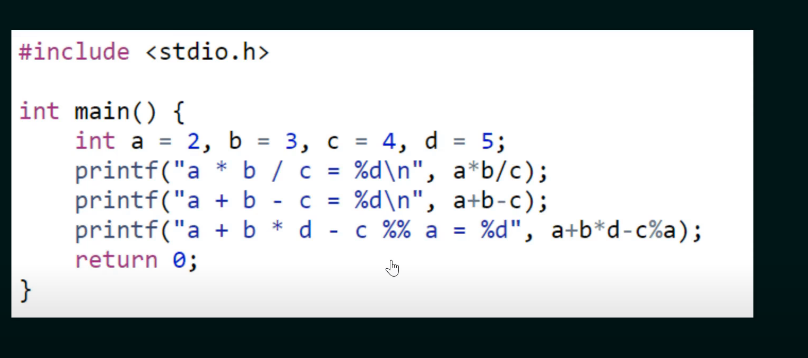 #include <stdio.h>
int main() {
    int a = 2, b = 3, c = 4, d = 5;
    printf("a * b / c = %d\n", a*b/c);
    printf("a + b - c = %d\n", a+b-c);
    printf("a + b * d - c %% a = %d", a+b*d-c%a);
    return 0;
}